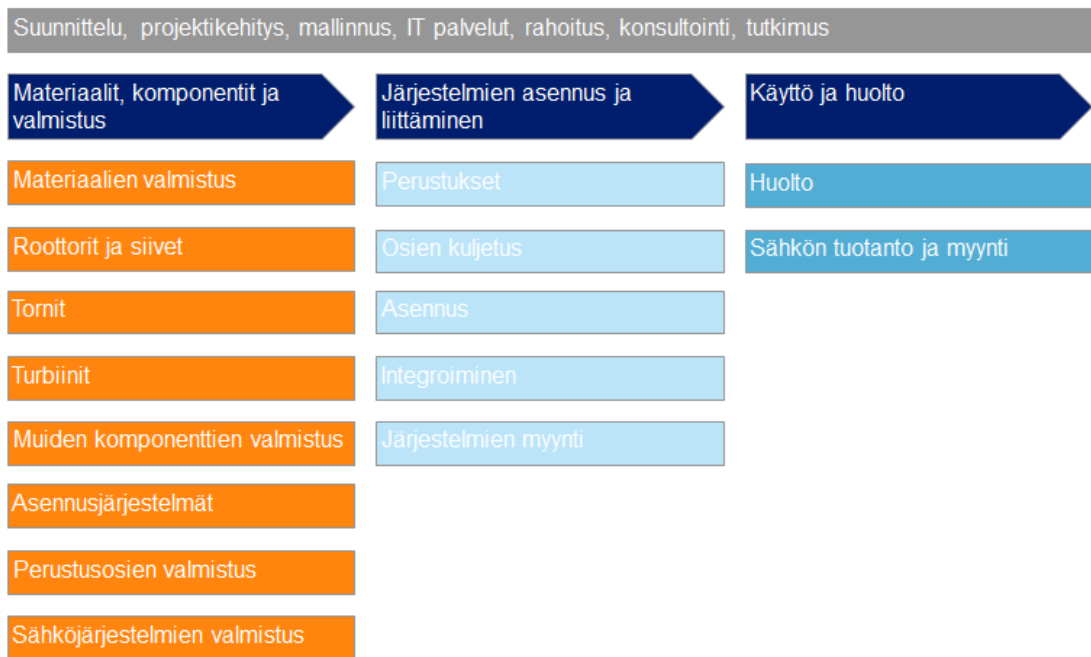 Suunnittelu, projektikehitys, mallinnus, IT palvelut, rahoitus, konsultointi, tutkimus
Materiaalit, komponentit ja
valmistus
Materiaalien valmistus
Roottorit ja siivet
Tornit
Turbiinit
Muiden komponenttien valmistus
Asennusjärjestelmät
Perustusosien valmistus
Sähköjärjestelmien valmistus
Järjestelmien asennus ja
liittäminen
Perustukset
Osien kuljetus
Asennus
Integroiminen
Järjestelmien myynti
Käyttö ja huolto
Huolto
Sähkön tuotanto ja myynti